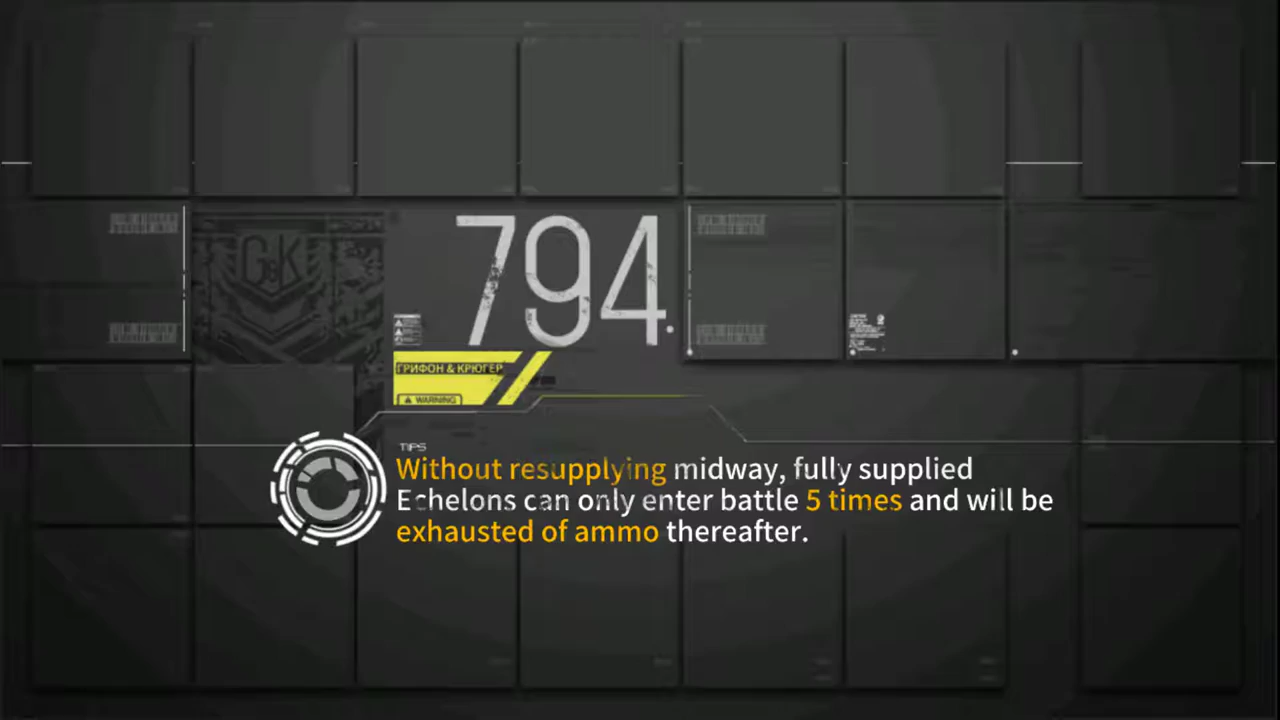 G&K
794.
ГРИФОН & КРЮГЕР
WARNING
TIPS
Without resupplying midway, fully supplied
Echelons can only enter battle 5 times and will be
exhausted of ammo thereafter.